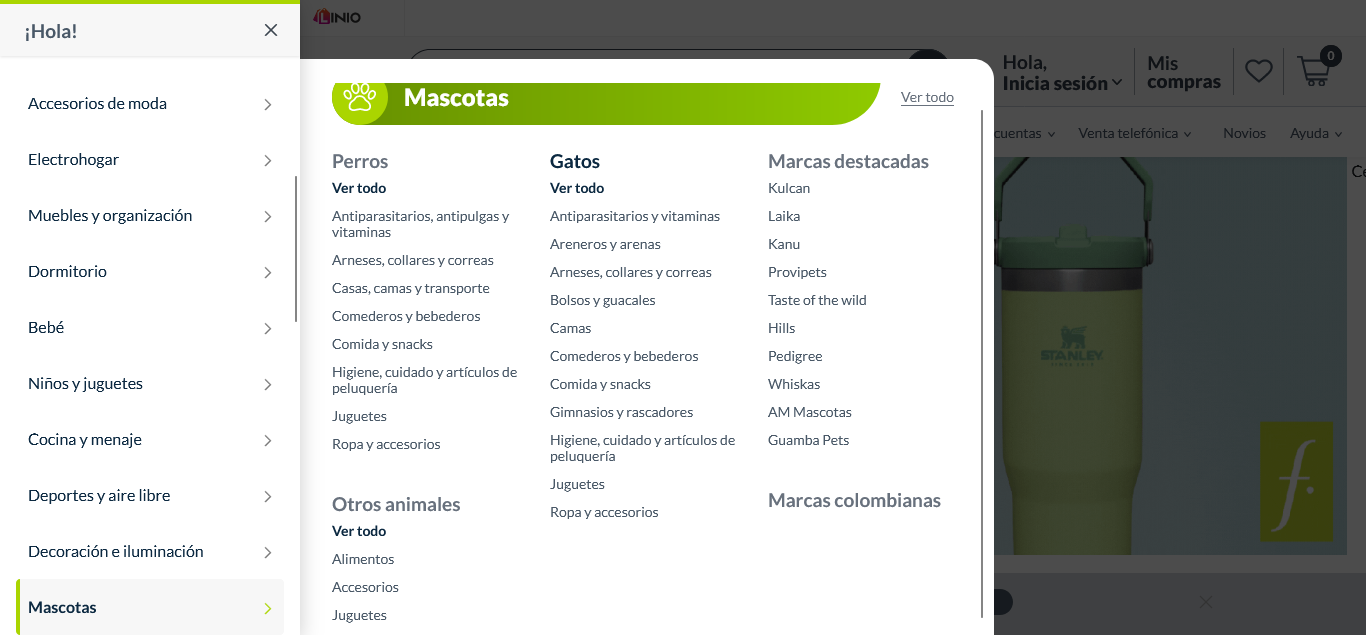 ¡Hola!
Accesorios de moda
Electrohogar
Muebles y organización
Dormitorio
Bebé
Niños y juguetes
Cocina y menaje
Deportes y aire libre
Decoración e iluminación
Mascotas
LINIO
Mascotas
Ver todo
Perros
Ver todo
Antiparasitarios, antipulgas y
vitaminas
Arneses, collares y correas
Casas, camas y transporte
Comederos y bebederos
Comida y snacks
Higiene, cuidado y artículos de
peluquería
Juguetes
Ropa y accesorios
Otros animales
Ver todo
Alimentos
Accesorios
Juguetes
Gatos
Ver todo
Antiparasitarios y vitaminas
Areneros y arenas
Arneses, collares y correas
Bolsos y guacales
Camas
Comederos y bebederos
Comida y snacks
Gimnasios y rascadores
Higiene, cuidado y artículos de
peluquería
Juguetes
Ropa y accesorios
Marcas destacadas
Kulcan
Laika
Kanu
Provipets
Taste of the wild
Hills
Pedigree
Whiskas
AM Mascotas
Guamba Pets
Marcas colombianas
Hola,
Inicia sesión
Mis
compras
0
cuentas
Venta telefónica
Novios
Ayuda
STANLEY
f.